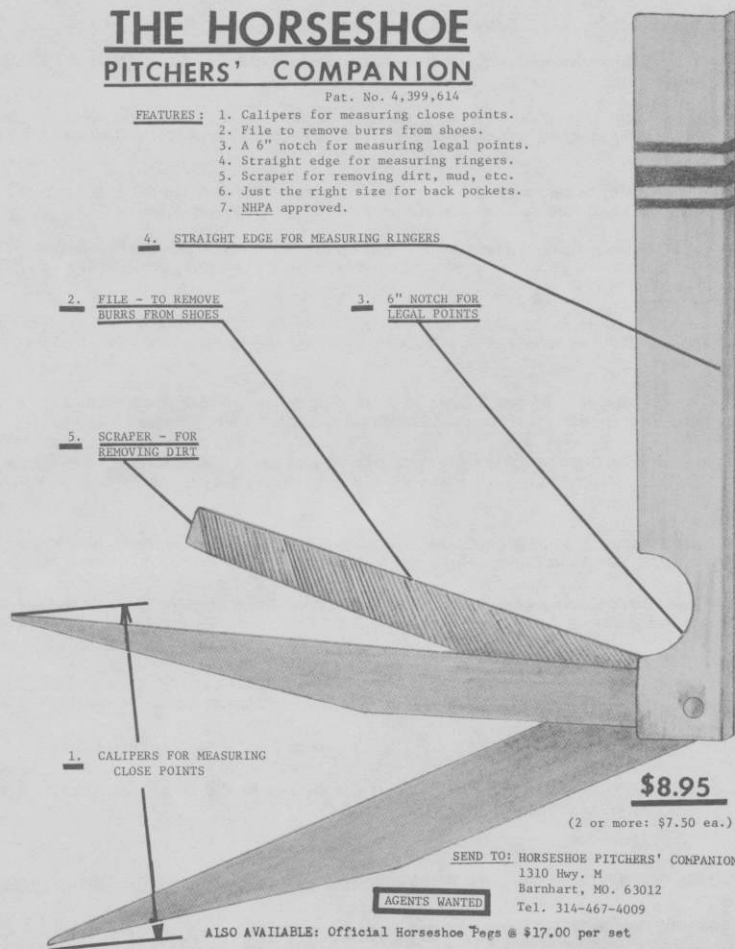 THE HORSESHOE
PITCHERS' COMPANION
Pat. No. 4,399,614
FEATURES: 1. Calipers for measuring close points.
2. File to remove burrs from shoes.
3. A 6" notch for measuring legal points.
4. Straight edge for measuring ringers.
5. Scraper for removing dirt, mud, etc.
6. Just the right size for back pockets.
7. NHPA approved.
4. STRAIGHT EDGE FOR MEASURING RINGERS
2. FILE - TO REMOVE
BURRS FROM SHOES
3. 6" NOTCH FOR
LEGAL POINTS
5. SCRAPER - FOR
REMOVING DIRT
1. CALIPERS FOR MEASURING
CLOSE POINTS
$8.95
(2 or more: $7.50 ea.)
SEND TO: HORSESHOE PITCHERS' COMPANION
1310 Hwy. M
Barnhart, MO. 63012
Tel. 314-467-4009
AGENTS WANTED
ALSO AVAILABLE: Official Horseshoe Pegs @ $17.00 per set